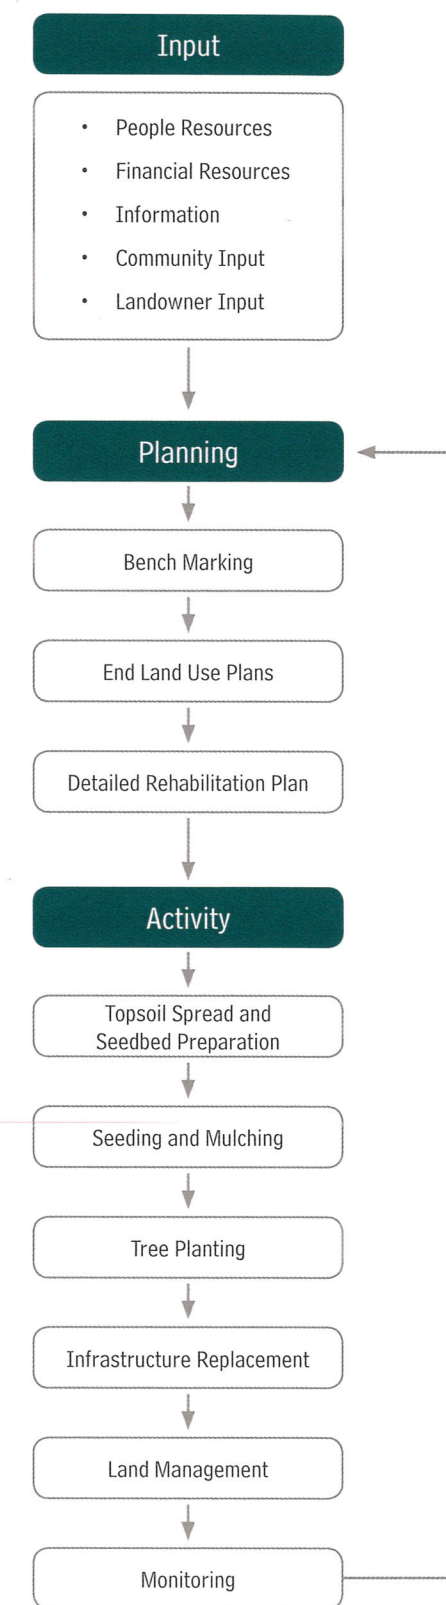 Input
• People Resources
• Financial Resources
• Information
• Community Input
• Landowner Input
Planning
Bench Marking
End Land Use Plans
Detailed Rehabilitation Plan
Activity
Topsoil Spread and
Seedbed Preparation
Seeding and Mulching
Tree Planting
Infrastructure Replacement
Land Management
Monitoring